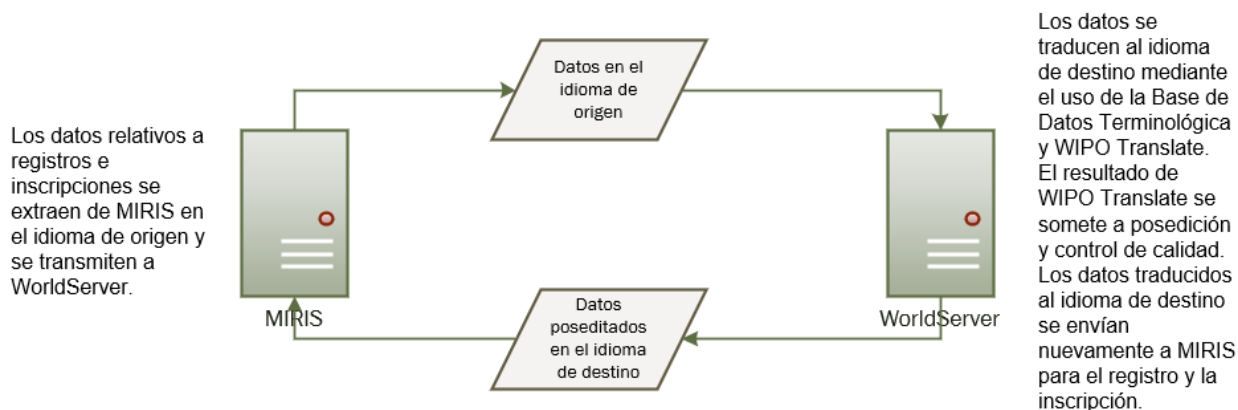 Los datos relativos a
registros e
inscripciones se
extraen de MIRIS en
el idioma de origen y
se transmiten a
WorldServer.
MIRIS
Datos en el
idioma de
origen
WorldServer
Datos
poseditados
en el idioma
de destino
Los datos se
traducen al idioma
de destino mediante
el uso de la Base de
Datos Terminológica
y WIPO Translate.
El resultado de
WIPO Translate se
somete a posedición
y control de calidad.
Los datos traducidos
al idioma de destino
se envían
nuevamente a MIRIS
para el registro y la
inscripción.